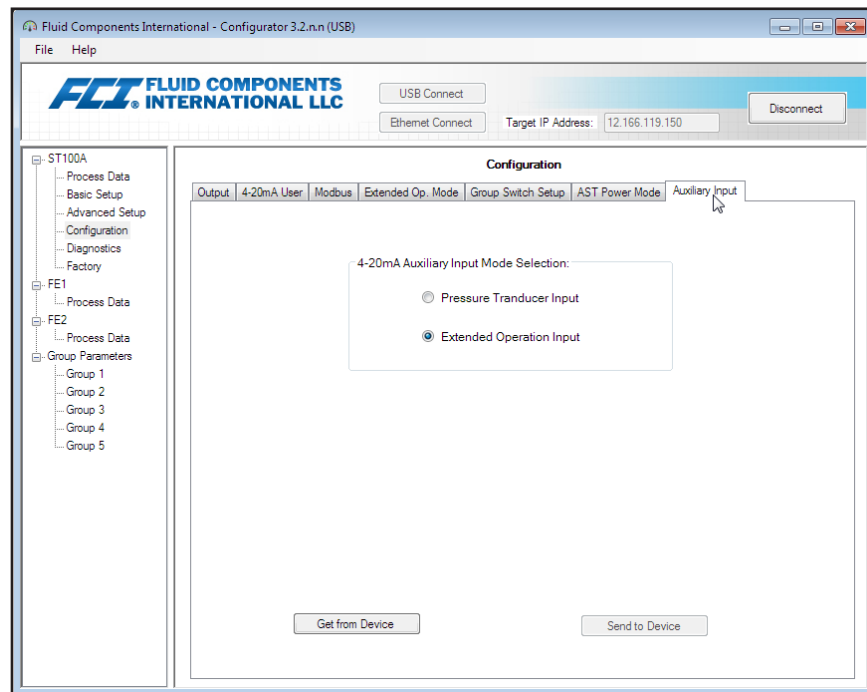 Fluid Components International - Configurator 3.2.n.n (USB)
File Help
FCI® FLUID COMPONENTS
INTERNATIONAL LLC
USB Connect
Ethernet Connect
Target IP Address: 12.166.119.150
Disconnect
ST100A
Process Data
Basic Setup
Advanced Setup
Configuration
Diagnostics
Factory
FE1
Process Data
FE2
Process Data
Group Parameters
Group 1
Group 2
Group 3
Group 4
Group 5
Configuration
Output 4-20mA User Modbus Extended Op. Mode Group Switch Setup AST Power Mode Auxiliary Input
4-20mA Auxiliary Input Mode Selection:
Pressure Tranducer Input
Extended Operation Input
Get from Device Send to Device